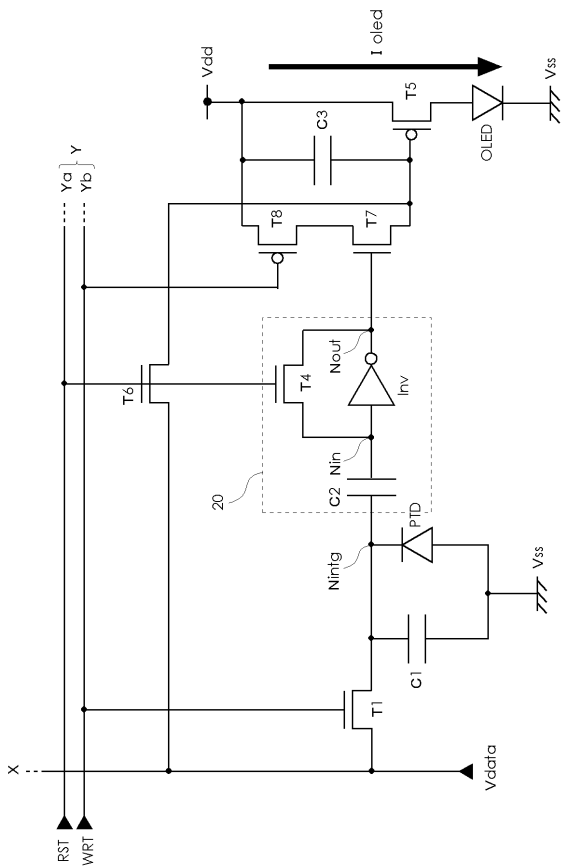 X
RST
WRT
Ya
Yb
Y
Vdata
T1
T6
C1
Nintg
PTD
Vss
20
C2
Nin
T4
Inv
Nout
T8
T7
C3
Vdd
T5
OLED
Vss
I oled